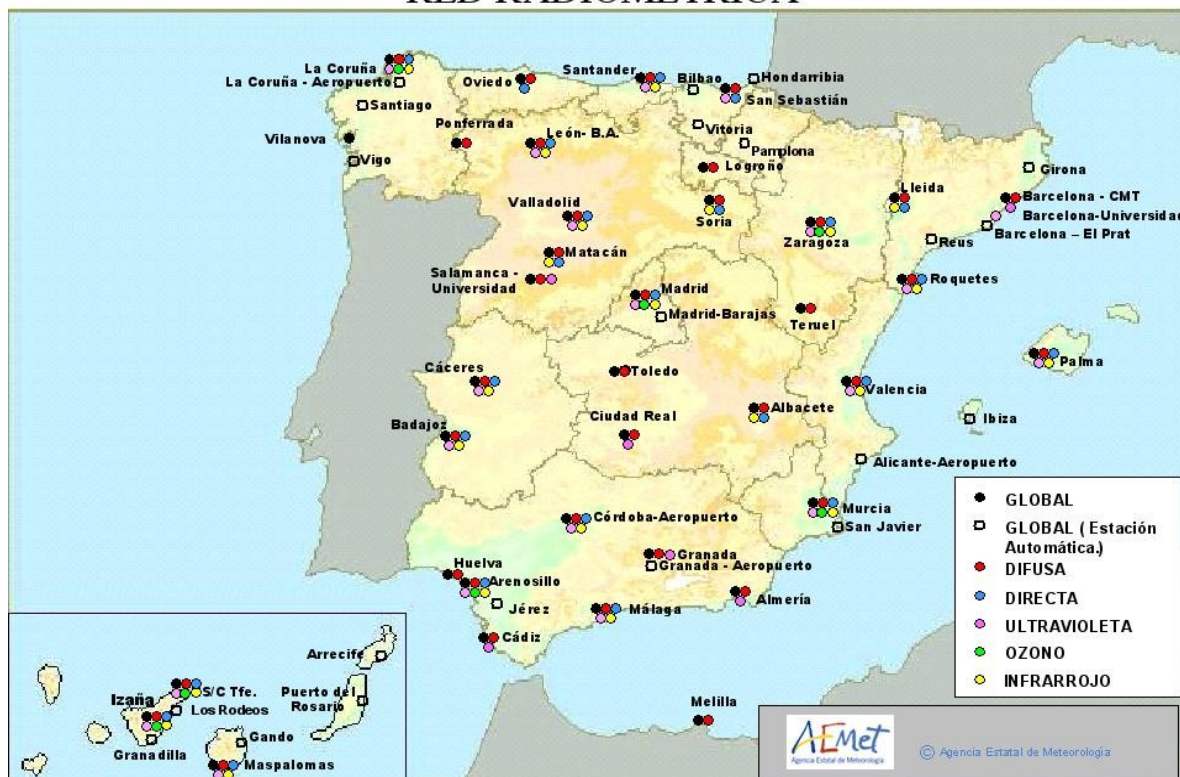 RED RADIOMETRICA
La Coruña
La Coruña - Aeropuerto
Santiago
Vilanova
Vigo
Oviedo
Ponferrada
León- B.A.
Santander
Bilbao
Hondarribia
San Sebastián
Vitoria
Pamplona
Logroño
Valladolid
Soria
Zaragoza
Lleida
Girona
Barcelona - CMT
Barcelona-Universidad
Barcelona – El Prat
Reus
Roquetes
Matacán
Salamanca -
Universidad
Madrid
Madrid-Barajas
Teruel
Palma
Cáceres
Toledo
Valencia
Ibiza
Badajoz
Ciudad Real
Albacete
Alicante-Aeropuerto
Murcia
San Javier
Córdoba-Aeropuerto
Granada
Granada - Aeropuerto
Huelva
Arenosillo
Jérez
Málaga
Almería
Cádiz
Melilla
Arrecife
Puerto del
Rosario
S/C Tfe.
Izaña
Los Rodeos
Granadilla
Gando
Maspalomas
GLOBAL
GLOBAL ( Estación
Automática.)
DIFUSA
DIRECTA
ULTRAVIOLETA
OZONO
INFRARROJO
AEMet
Agencia Estatal de Meteorología
© Agencia Estatal de Meteorología